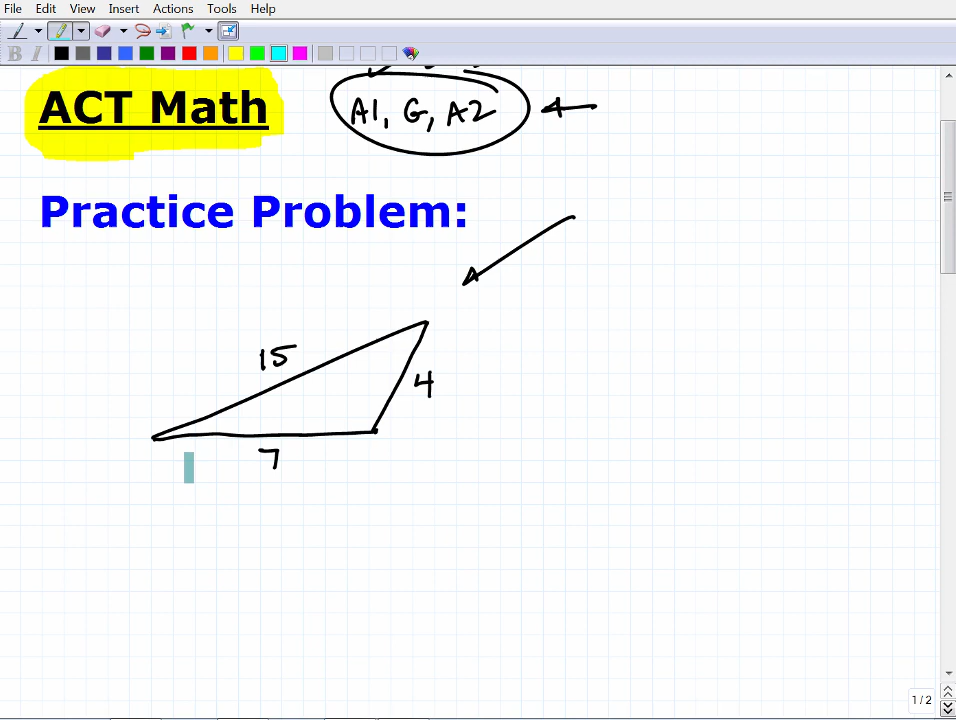 File Edit View Insert Actions Tools Help
B I
ACT Math
A1, G, A2
Practice Problem:
15
4
7
1 / 2